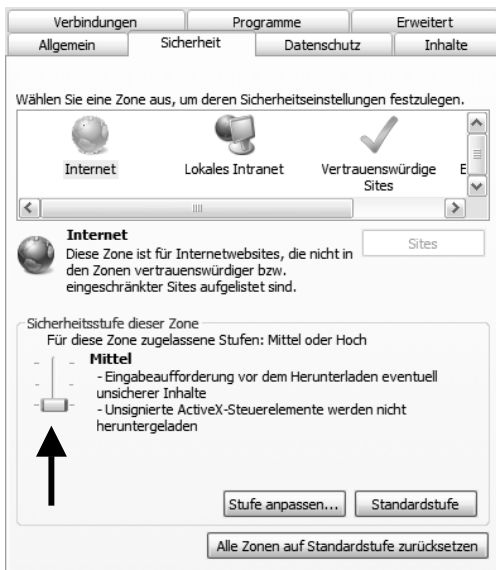 Verbindungen Programme Erweitert
Allgemein Sicherheit Datenschutz Inhalte
Wählen Sie eine Zone aus, um deren Sicherheitseinstellungen festzulegen.
Internet Lokales Intranet Vertrauenswürdige E
Sites
Internet
Diese Zone ist für Internetwebsites, die nicht in
den Zonen vertrauenswürdiger bzw.
eingeschränkter Sites aufgelistet sind.
Sites
Sicherheitsstufe dieser Zone
Für diese Zone zugelassene Stufen: Mittel oder Hoch
Mittel
- Eingabeaufforderung vor dem Herunterladen eventuell
unsicherer Inhalte
- Unsignierte ActiveX-Steuerelemente werden nicht
heruntergeladen
Stufe anpassen... Standardstufe
Alle Zonen auf Standardstufe zurücksetzen